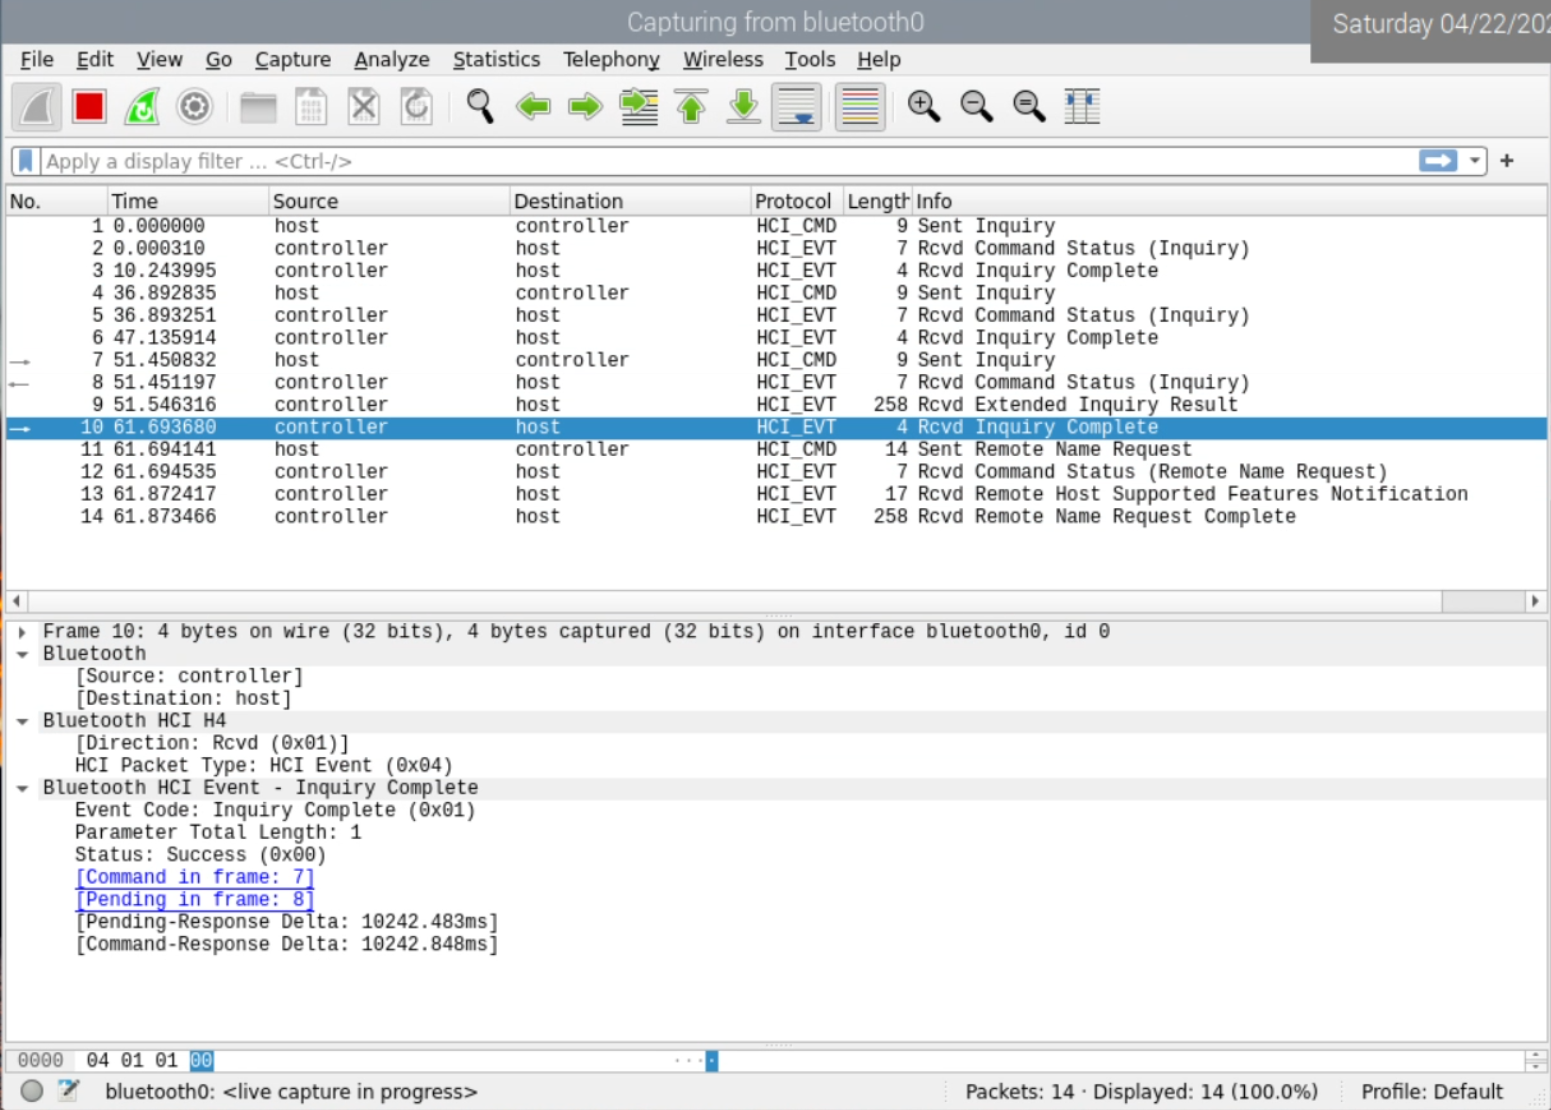 Capturing from bluetooth0
Saturday 04/22/202
File Edit View Go Capture Analyze Statistics Telephony Wireless Tools Help
Apply a display filter ... <Ctrl-/>
No. Time Source Destination Protocol Length Info
1 0.000000 host controller HCI_CMD 9 Sent Inquiry
2 0.000310 controller host HCI_EVT 7 Rcvd Command Status (Inquiry)
3 10.243995 controller host HCI_EVT 4 Rcvd Inquiry Complete
4 36.892835 host controller HCI_CMD 9 Sent Inquiry
5 36.893251 controller host HCI_EVT 7 Rcvd Command Status (Inquiry)
6 47.135914 controller host HCI_EVT 4 Rcvd Inquiry Complete
7 51.450832 host controller HCI_CMD 9 Sent Inquiry
8 51.451197 controller host HCI_EVT 7 Rcvd Command Status (Inquiry)
9 51.546316 controller host HCI_EVT 258 Rcvd Extended Inquiry Result
10 61.693680 controller host HCI_EVT 4 Rcvd Inquiry Complete
11 61.694141 host controller HCI_CMD 14 Sent Remote Name Request
12 61.694535 controller host HCI_EVT 7 Rcvd Command Status (Remote Name Request)
13 61.872417 controller host HCI_EVT 17 Rcvd Remote Host Supported Features Notification
14 61.873466 controller host HCI_EVT 258 Rcvd Remote Name Request Complete
Frame 10: 4 bytes on wire (32 bits), 4 bytes captured (32 bits) on interface bluetooth0, id 0
Bluetooth
[Source: controller]
[Destination: host]
Bluetooth HCI H4
[Direction: Rcvd (0x01)]
HCI Packet Type: HCI Event (0x04)
Bluetooth HCI Event - Inquiry Complete
Event Code: Inquiry Complete (0x01)
Parameter Total Length: 1
Status: Success (0x00)
[Command in frame: 7]
[Pending in frame: 8]
[Pending-Response Delta: 10242.483ms]
[Command-Response Delta: 10242.848ms]
0000 04 01 01 00 ····
bluetooth0: <live capture in progress> Packets: 14 · Displayed: 14 (100.0%) Profile: Default